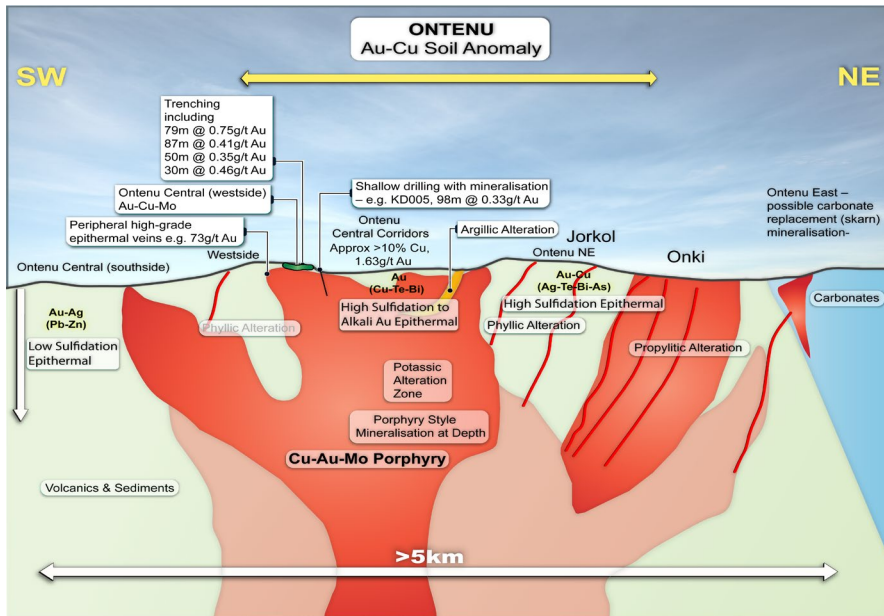 ONTENU
Au-Cu Soil Anomaly
SW
NE
Trenching
including
79m @ 0.75g/t Au
87m @ 0.41g/t Au
50m @ 0.35g/t Au
30m @ 0.46g/t Au
Ontenu Central (westside)
Au-Cu-Mo
Peripheral high-grade
epithermal veins e.g. 73g/t Au
Shallow drilling with mineralisation
– e.g. KD005, 98m @ 0.33g/t Au
Ontenu
Central Corridors
Approx >10% Cu,
1.63g/t Au
Argillic Alteration
Ontenu East –
possible carbonate
replacement (skarn)
mineralisation-
Ontenu Central (southside)
Westside
Ontenu NE
Jorkol
Onki
Au-Ag
(Pb-Zn)
Low Sulfidation
Epithermal
Phyllic Alteration
Au
(Cu-Te-Bi)
High Sulfidation to
Alkali Au Epithermal
Au-Cu
(Ag-Te-Bi-As)
High Sulfidation Epithermal
Phyllic Alteration
Propylitic Alteration
Carbonates
Potassic
Alteration
Zone
Porphyry Style
Mineralisation at Depth
Cu-Au-Mo Porphyry
Volcanics & Sediments
>5km